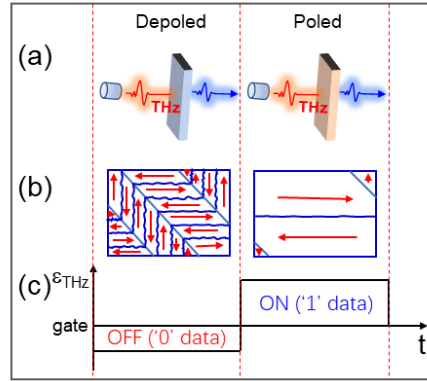 Depoled Poled
(a)
THz THz
(b)
(c) εTHz
ON ('1' data)
gate
OFF ('0' data) t